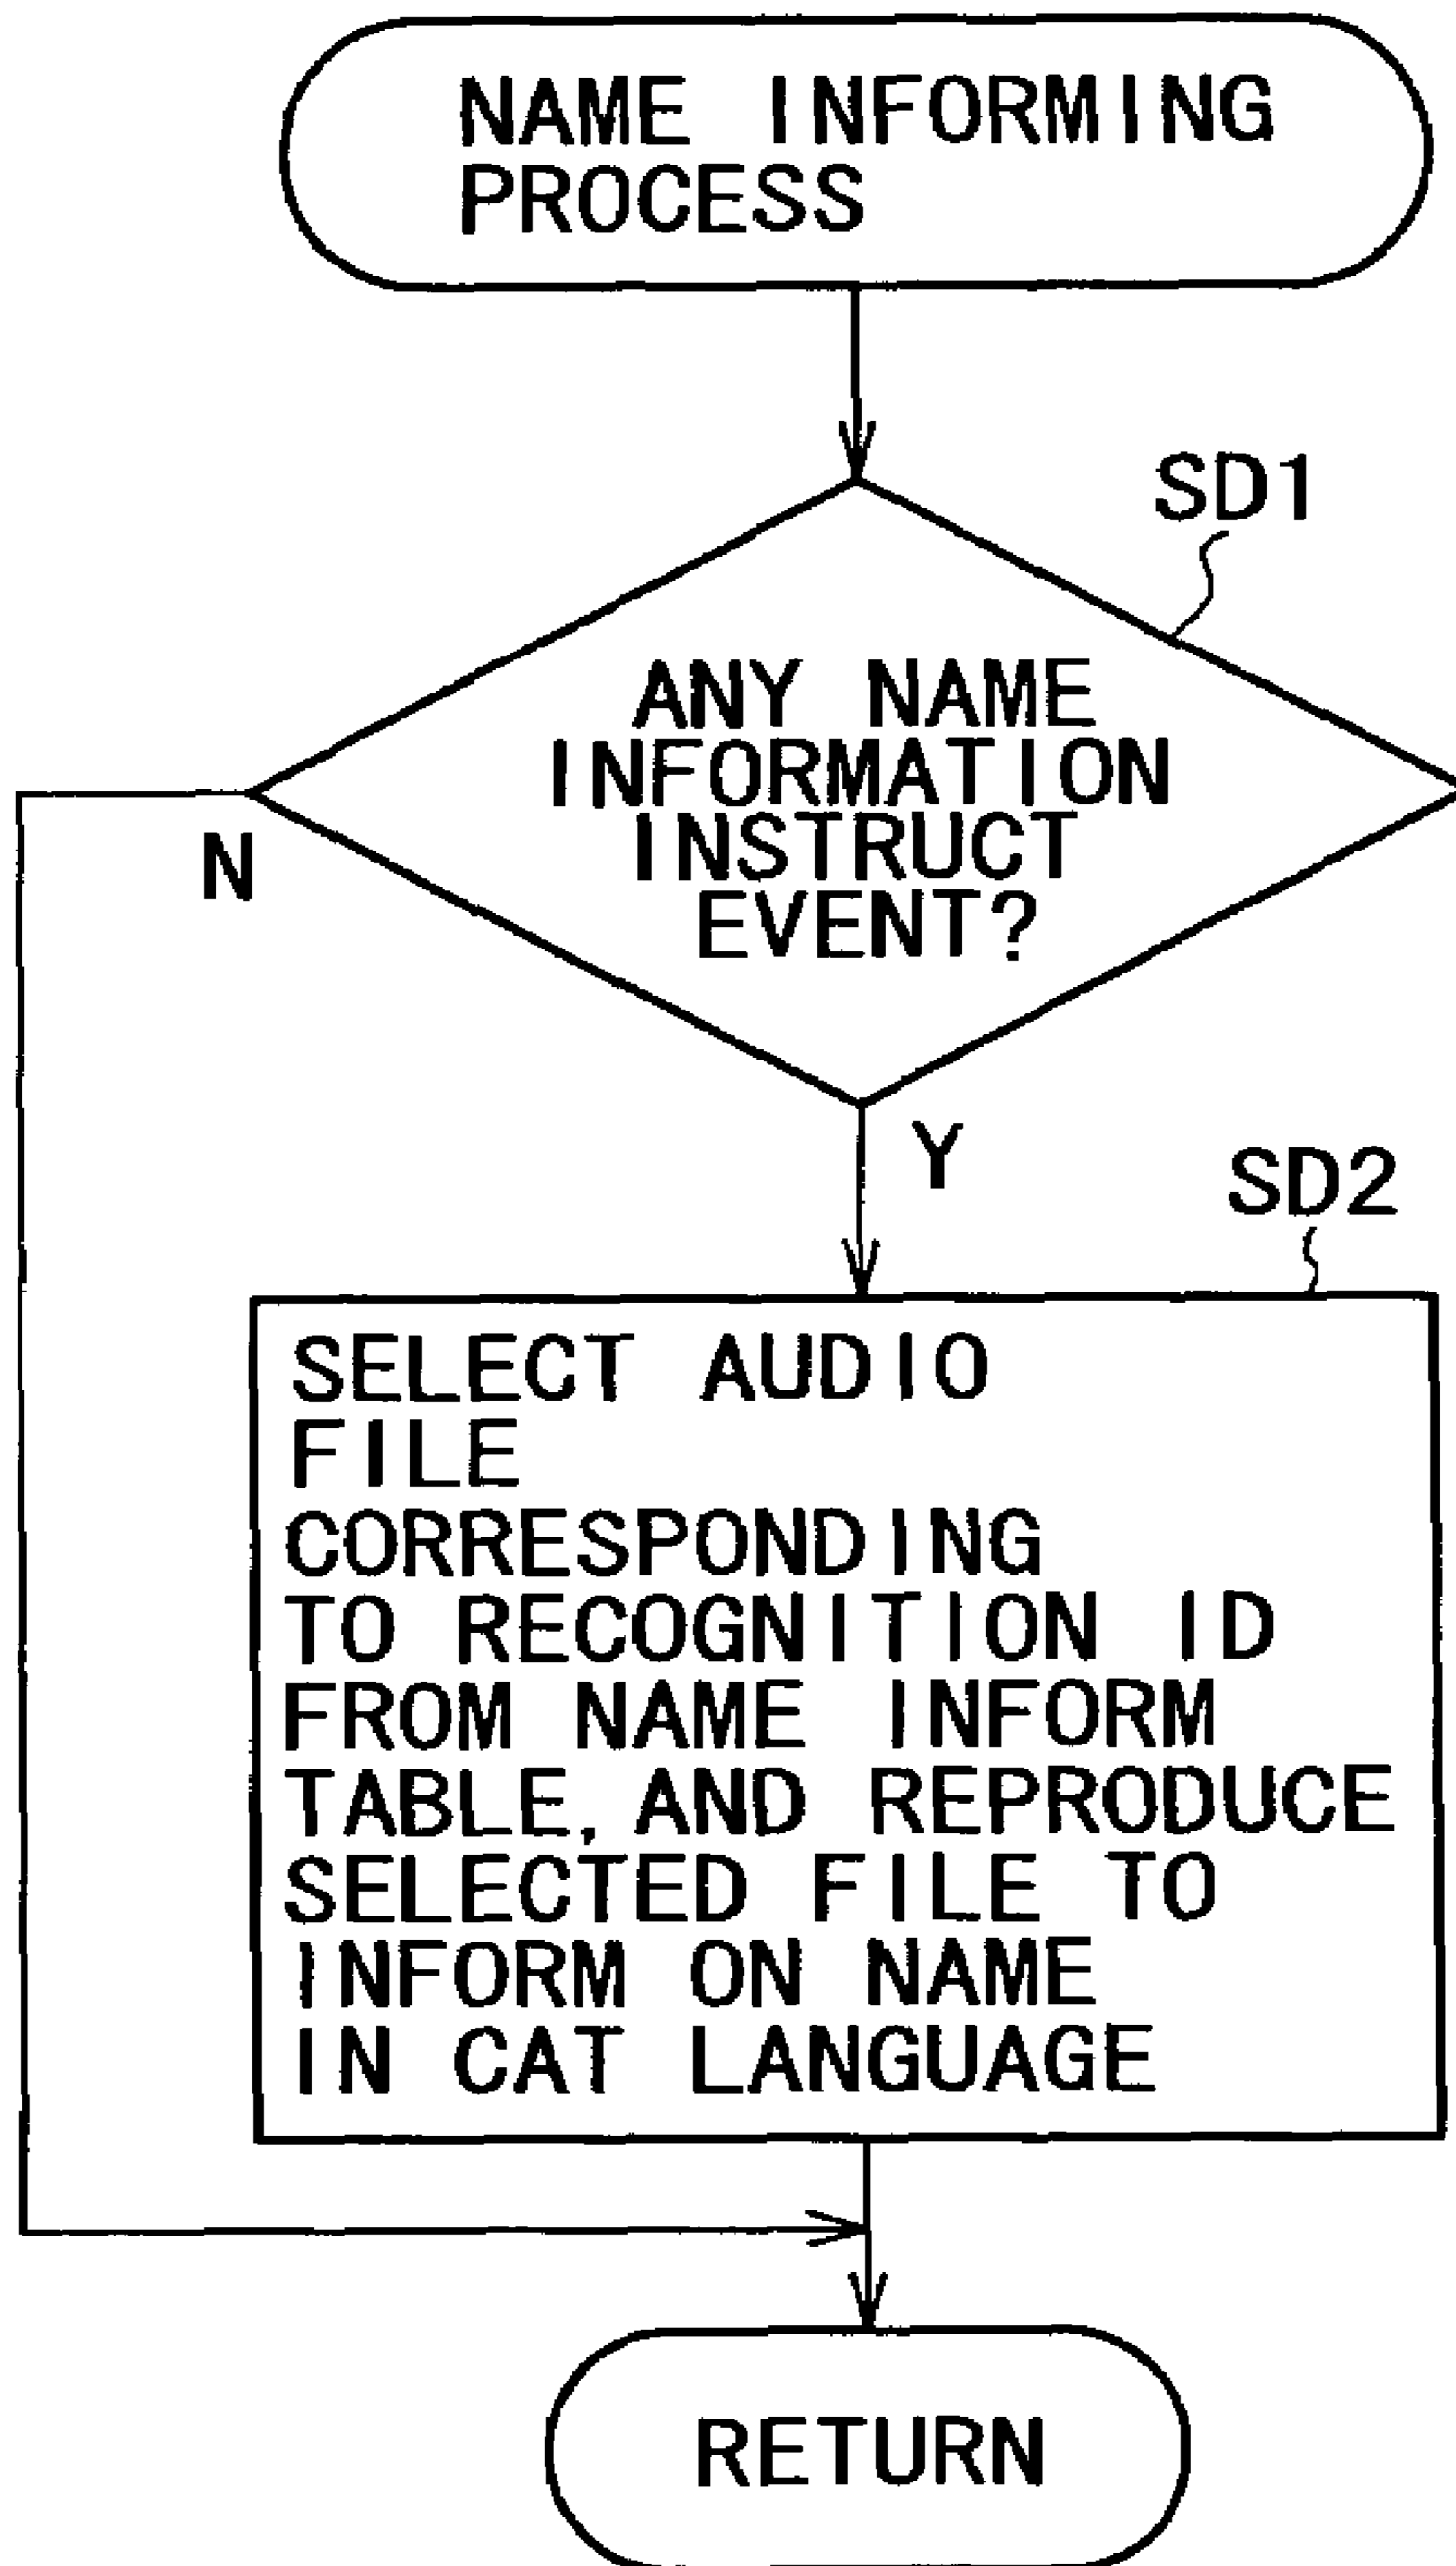 NAME INFORMING
PROCESS
SD1
ANY NAME
INFORMATION
INSTRUCT
EVENT?
N
Y
SD2
SELECT AUDIO
FILE
CORRESPONDING
TO RECOGNITION ID
FROM NAME INFORM
TABLE, AND REPRODUCE
SELECTED FILE TO
INFORM ON NAME
IN CAT LANGUAGE
RETURN